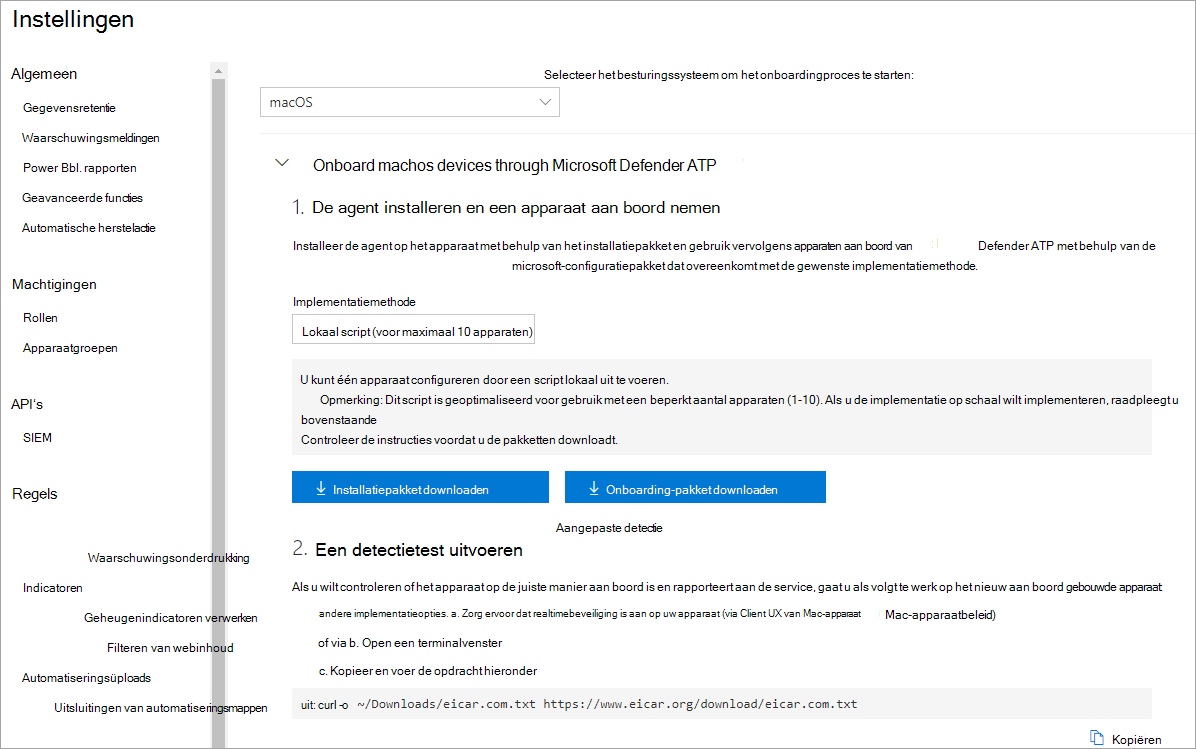 Instellingen
Algemeen
Gegevensretentie
Waarschuwingsmeldingen
Power Bbl. rapporten
Geavanceerde functies
Automatische herstelactie
Machtigingen
Rollen
Apparaatgroepen
API's
SIEM
Regels
Waarschuwingsonderdrukking
Indicatoren
Geheugenindicatoren verwerken
Filteren van webinhoud
Automatiseringsüploads
Uitsluitingen van automatiseringsmappen
Selecteer het besturingssysteem om het onboardingproces te starten:
macOS
Onboard machos devices through Microsoft Defender ATP
1. De agent installeren en een apparaat aan boord nemen
Installeer de agent op het apparaat met behulp van het installatiepakket en gebruik vervolgens apparaten aan boord van Defender ATP met behulp van de
microsoft-configuratiepakket dat overeenkomt met de gewenste implementatiemethode.
Implementatiemethode
Lokaal script (voor maximaal 10 apparaten)
U kunt één apparaat configureren door een script lokaal uit te voeren.
Opmerking: Dit script is geoptimaliseerd voor gebruik met een beperkt aantal apparaten (1-10). Als u de implementatie op schaal wilt implementeren, raadpleegt u
bovenstaande
Controleer de instructies voordat u de pakketten downloadt.
Installatiepakket downloaden
Onboarding-pakket downloaden
Aangepaste detectie
2. Een detectietest uitvoeren
Als u wilt controleren of het apparaat op de juiste manier aan boord is en rapporteert aan de service, gaat u als volgt te werk op het nieuw aan boord gebouwde apparaat:
andere implementatieopties. a. Zorg ervoor dat realtimebeveiliging is aan op uw apparaat (via Client UX van Mac-apparaat Mac-apparaatbeleid)
of via b. Open een terminalvenster
c. Kopieer en voer de opdracht hieronder
uit: curl -o ~/Downloads/eicar.com.txt https://www.eicar.org/download/eicar.com.txt
Kopiëren